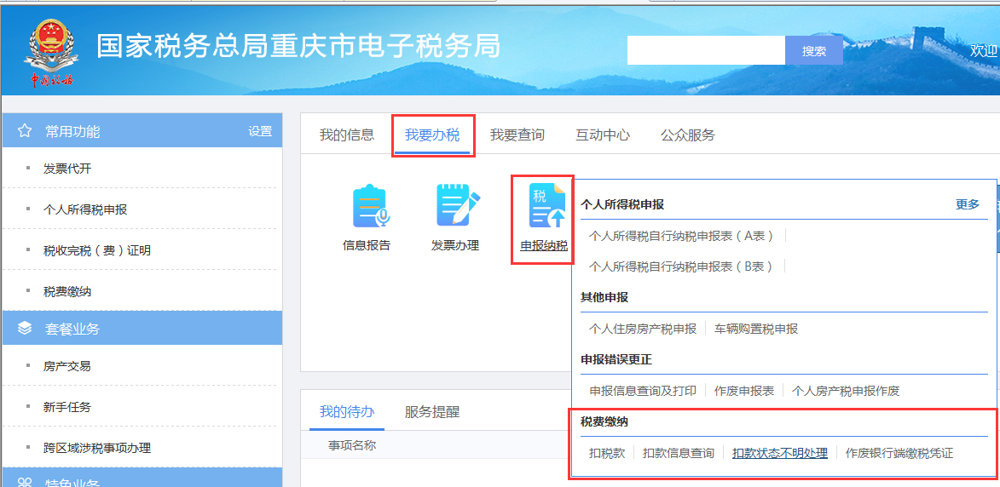 国家税务总局重庆市电子税务局
搜索
欢迎
中国税务
常用功能
设置
发票代开
个人所得税申报
税收完税（费）证明
税费缴纳
套餐业务
房产交易
新手任务
跨区域涉税事项办理
特色业务
我的信息 我要办税 我要查询 互动中心 公众服务
信息报告 发票办理 申报纳税
税
个人所得税申报 更多
个人所得税自行纳税申报表（A表）
个人所得税自行纳税申报表（B表）
其他申报
个人住房房产税申报 车辆购置税申报
申报错误更正
申报信息查询及打印 作废申报表 个人房产税申报作废
税费缴纳
扣税款 扣款信息查询 扣款状态不明处理 作废银行端缴税凭证
我的待办 服务提醒
事项名称